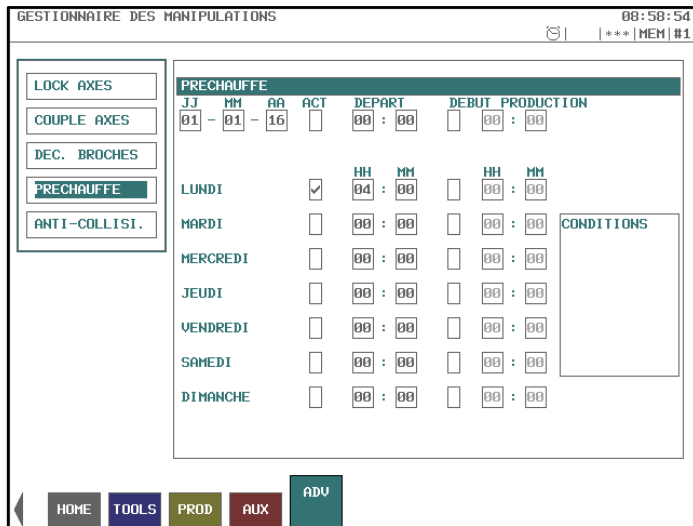 GESTIONNAIRE DES MANIPULATIONS 08:58:54
|***|MEM|#1
LOCK AXES
COUPLE AXES
DEC. BROCHES
PRECHAUFFE
ANTI-COLLISI.
PRECHAUFFE
JJ MM AA ACT DEPART DEBUT PRODUCTION
01 - 01 - 16 00 : 00 00 : 00
HH MM HH MM
LUNDI 04 : 00 00 : 00
MARDI 00 : 00 00 : 00
MERCREDI 00 : 00 00 : 00
JEUDI 00 : 00 00 : 00
VENDREDI 00 : 00 00 : 00
SAMEDI 00 : 00 00 : 00
DIMANCHE 00 : 00 00 : 00
CONDITIONS
HOME TOOLS PROD AUX ADV